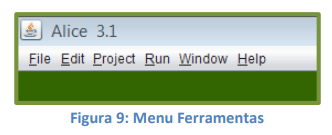 Alice 3.1
File Edit Project Run Window Help
Figura 9: Menu Ferramentas